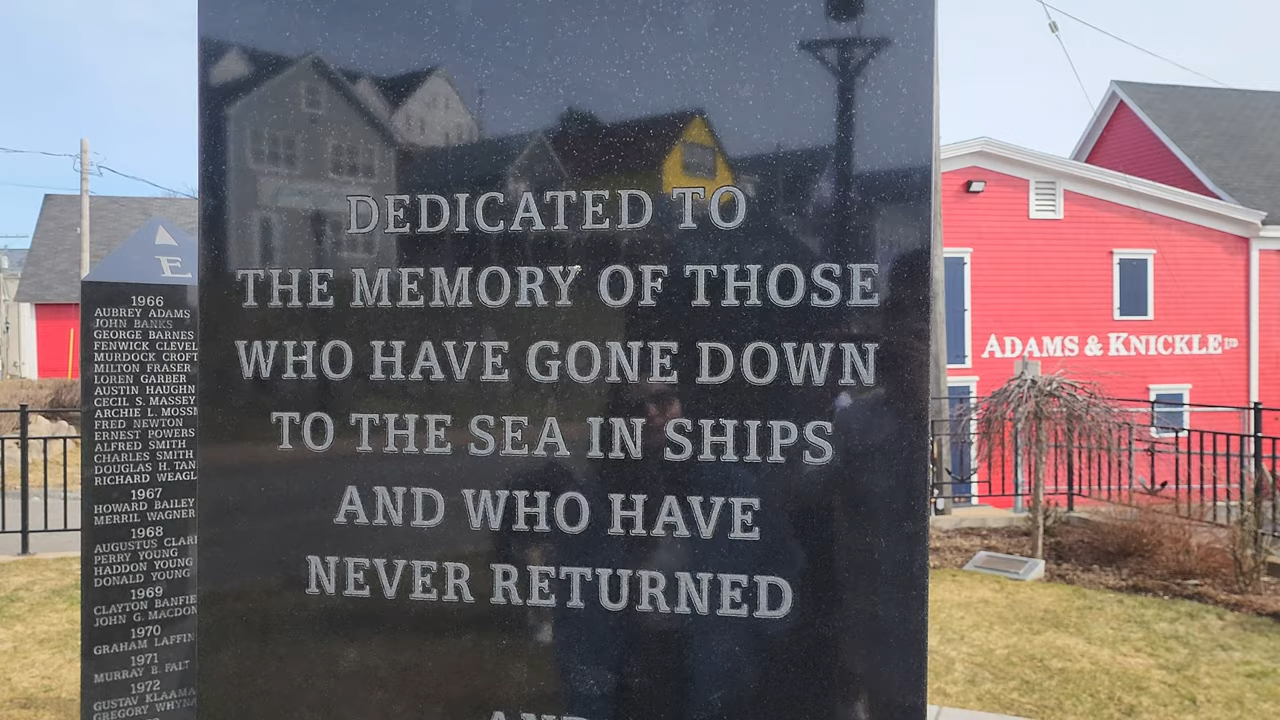 E
1966
AUBREY ADAMS
JOHN BANKS
GEORGE BARNES
FENWICK CLEVEL
MURDOCK CROFT
MILTON FRASER
LOREN GARBER
AUSTIN HAUGHN
CECIL S. MASSEY
ARCHIE L. MOSSM
FRED NEWTON
ERNEST POWERS
ALFRED SMITH
CHARLES SMITH
DOUGLAS H. TAN
RICHARD WEAGL
1967
HOWARD BAILEY
MERRIL WAGNER
1968
AUGUSTUS CLAR
PERRY YOUNG
HADDON YOUNG
DONALD YOUNG
1969
CLAYTON BANFIE
JOHN G. MACDON
1970
GRAHAM LAFFIN
1971
MURRAY B. FALT
1972
GUSTAV KLAAMA
GREGORY WHYNA
DEDICATED TO
THE MEMORY OF THOSE
WHO HAVE GONE DOWN
TO THE SEA IN SHIPS
AND WHO HAVE
NEVER RETURNED
AND
ADAMS & KNICKLE LTD